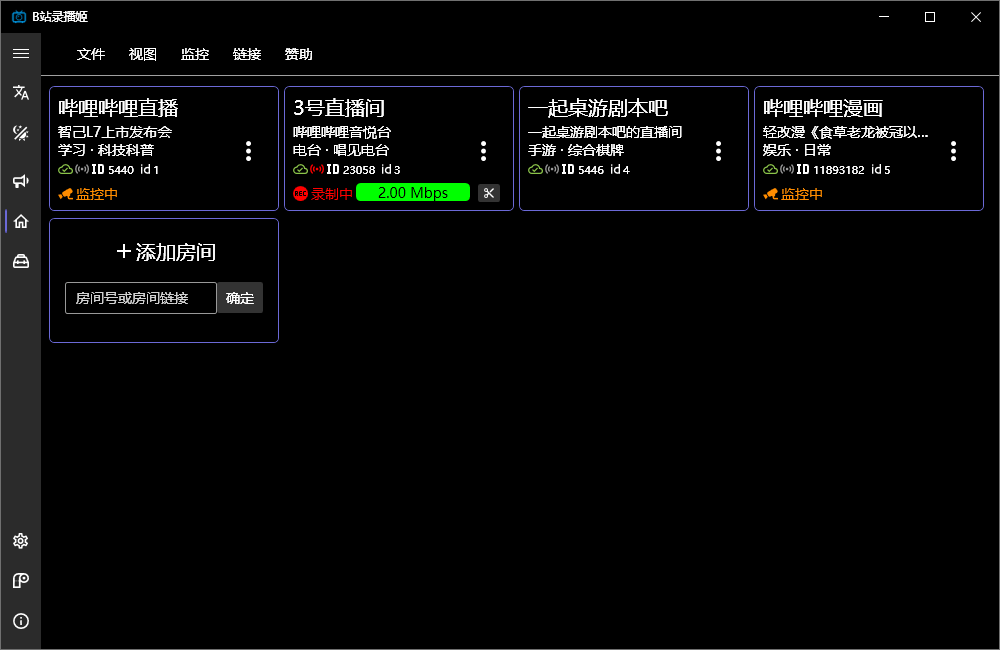 B站录播姬
文件 视图 监控 链接 赞助
哔哩哔哩直播
智己L7上市发布会
学习 · 科技科普
ID 5440 id 1
监控中
3号直播间
哔哩哔哩音悦台
电台 · 唱见电台
ID 23058 id 3
REC 录制中 2.00 Mbps
一起桌游剧本吧
一起桌游剧本吧的直播间
手游 · 综合棋牌
ID 5446 id 4
哔哩哔哩漫画
轻改漫《食草老龙被冠以...
娱乐 · 日常
ID 11893182 id 5
监控中
添加房间
房间号或房间链接 确定